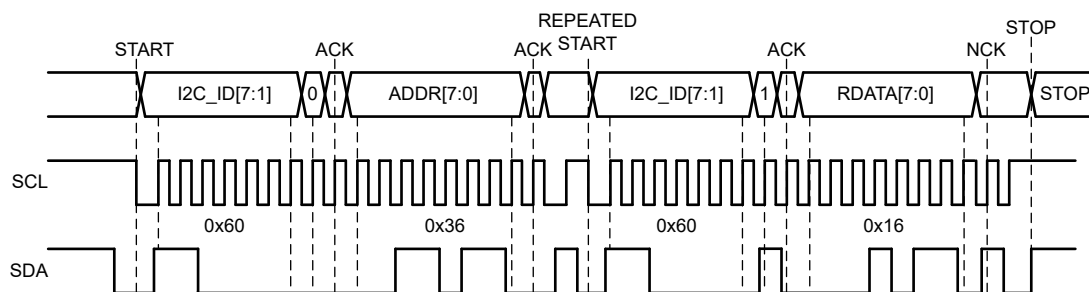 REPEATED
START
STOP
START
ACK
ACK
ACK
NCK
I2C_ID[7:1]
0
ADDR[7:0]
I2C_ID[7:1]
1
RDATA[7:0]
STOP
SCL
0x60
0x36
0x60
0x16
SDA